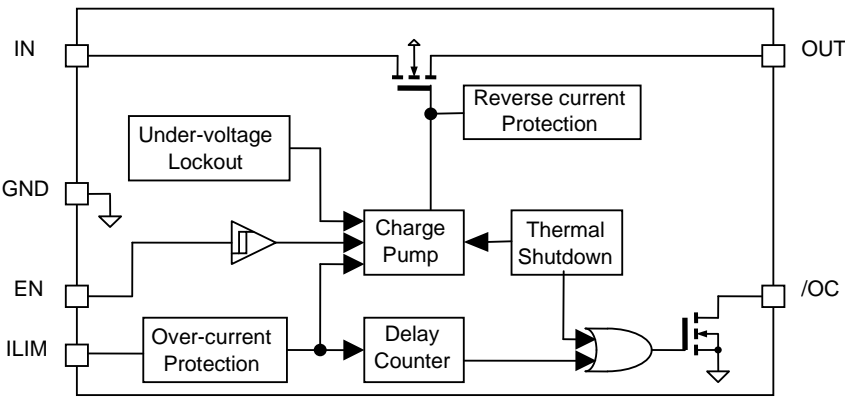 IN
OUT
Reverse current
Protection
Under-voltage
Lockout
GND
Charge
Pump
Thermal
Shutdown
EN
/OC
ILIM
Over-current
Protection
Delay
Counter